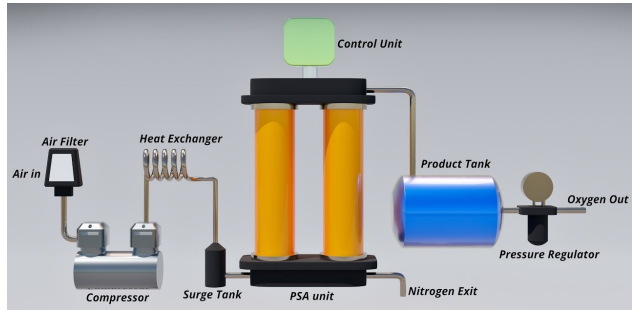 Control Unit
Air Filter
Heat Exchanger
Air in
Product Tank
Oxygen Out
Pressure Regulator
Compressor
Surge Tank
PSA unit
Nitrogen Exit